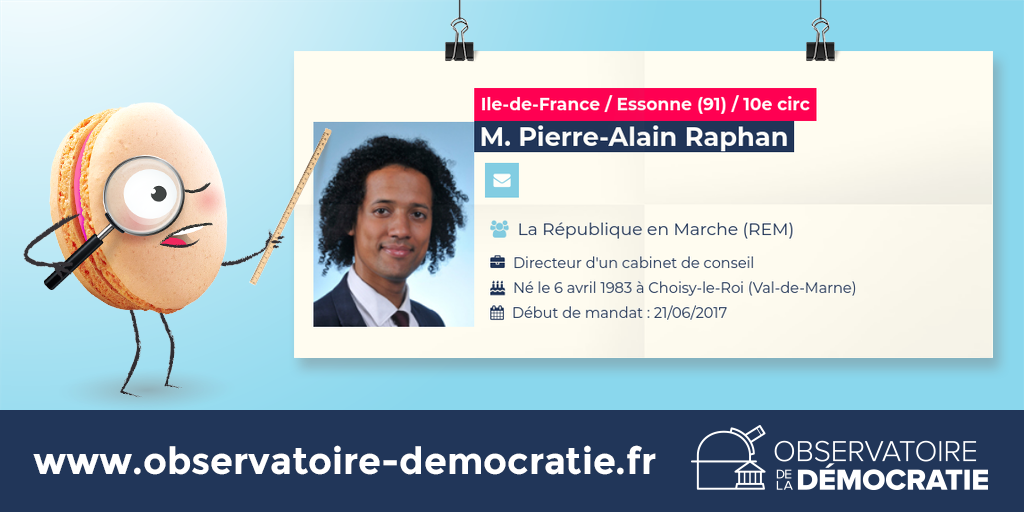 Ile-de-France / Essonne (91) / 10e circ
M. Pierre-Alain Raphan
La République en Marche (REM)
Directeur d'un cabinet de conseil
Né le 6 avril 1983 à Choisy-le-Roi (Val-de-Marne)
Début de mandat : 21/06/2017
www.observatoire-democratie.fr
OBSERVATOIRE
DE LA DÉMOCRATIE